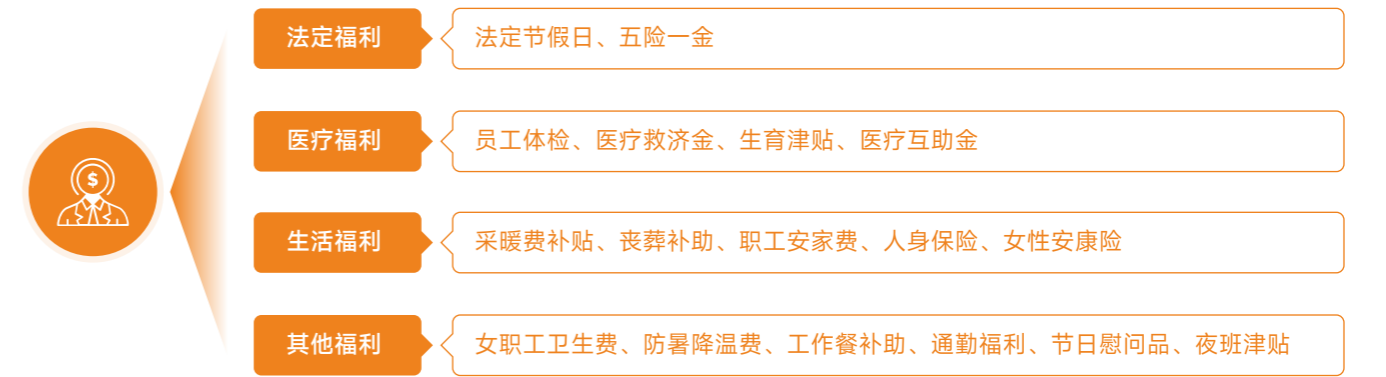 法定福利
法定节假日、五险一金
医疗福利
员工体检、医疗救济金、生育津贴、医疗互助金
$
生活福利
采暖费补贴、丧葬补助、职工安家费、人身保险、女性安康险
其他福利
女职工卫生费、防暑降温费、工作餐补助、通勤福利、节日慰问品、夜班津贴